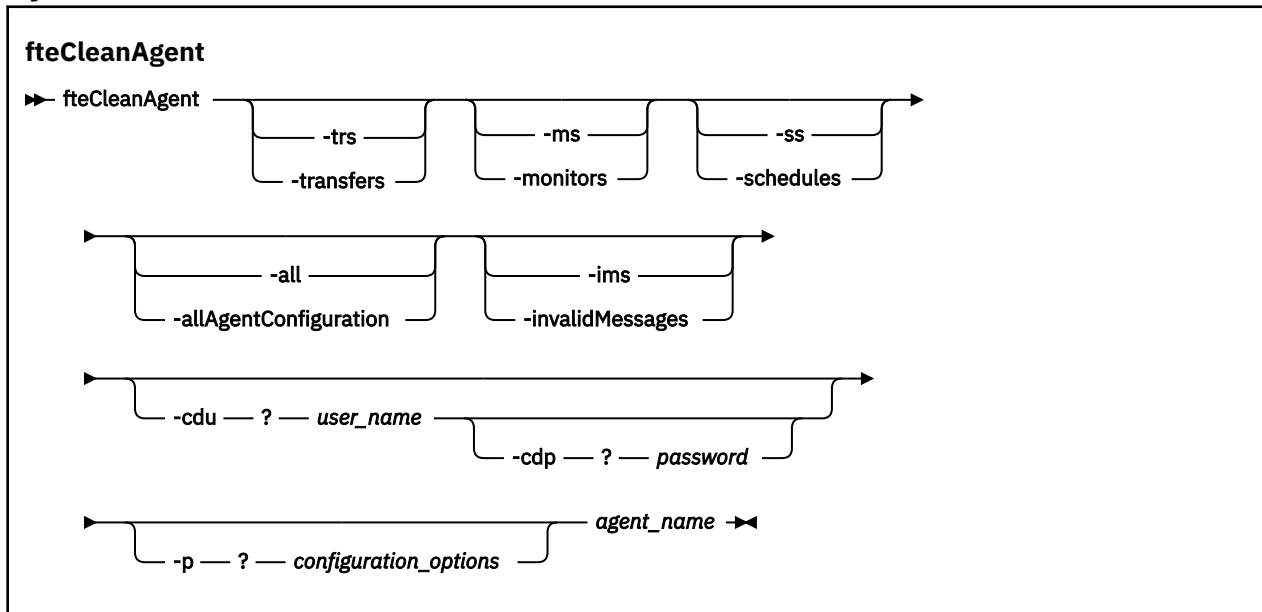 fteCleanAgent
fteCleanAgent
-trs -ms -ss
-transfers -monitors -schedules
-all -ims
-allAgentConfiguration -invalidMessages
-cdu ? user_name
-cdp ? password
agent_name
-p ? configuration_options